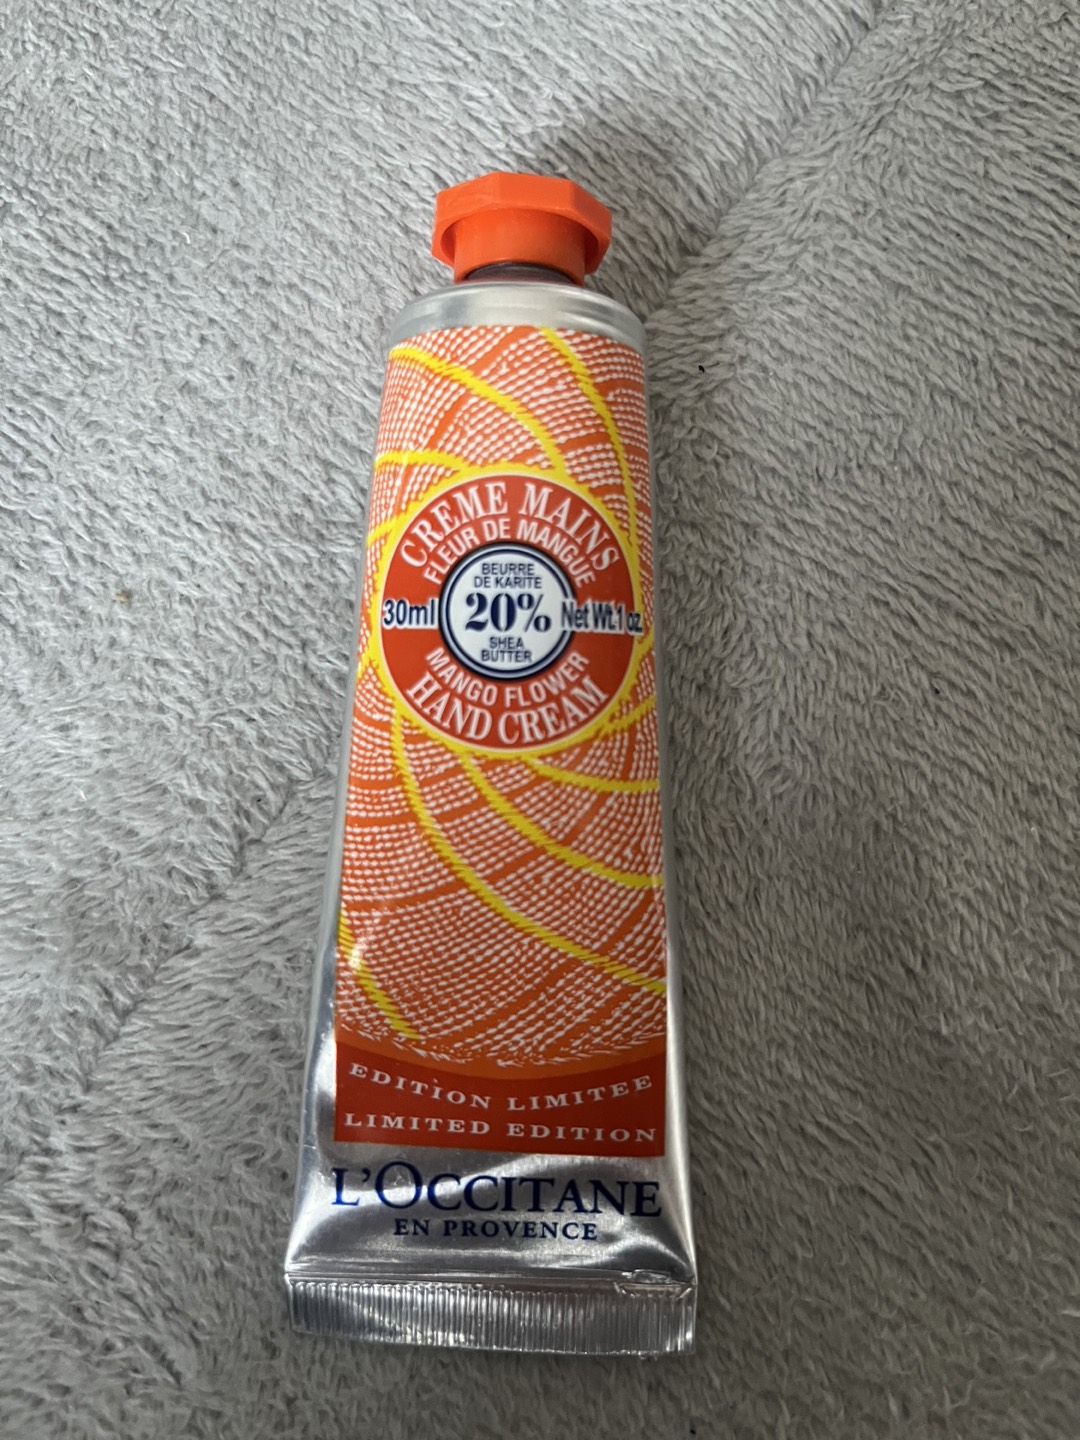 CREME MAINS
FLEUR DE MANGUE
BEURRE
DE KARITE
30ml 20% Net Wt.1 oz.
SHEA
BUTTER
MANGO FLOWER
HAND CREAM
EDITION LIMITEE
LIMITED EDITION
L'OCCITANE
EN PROVENCE